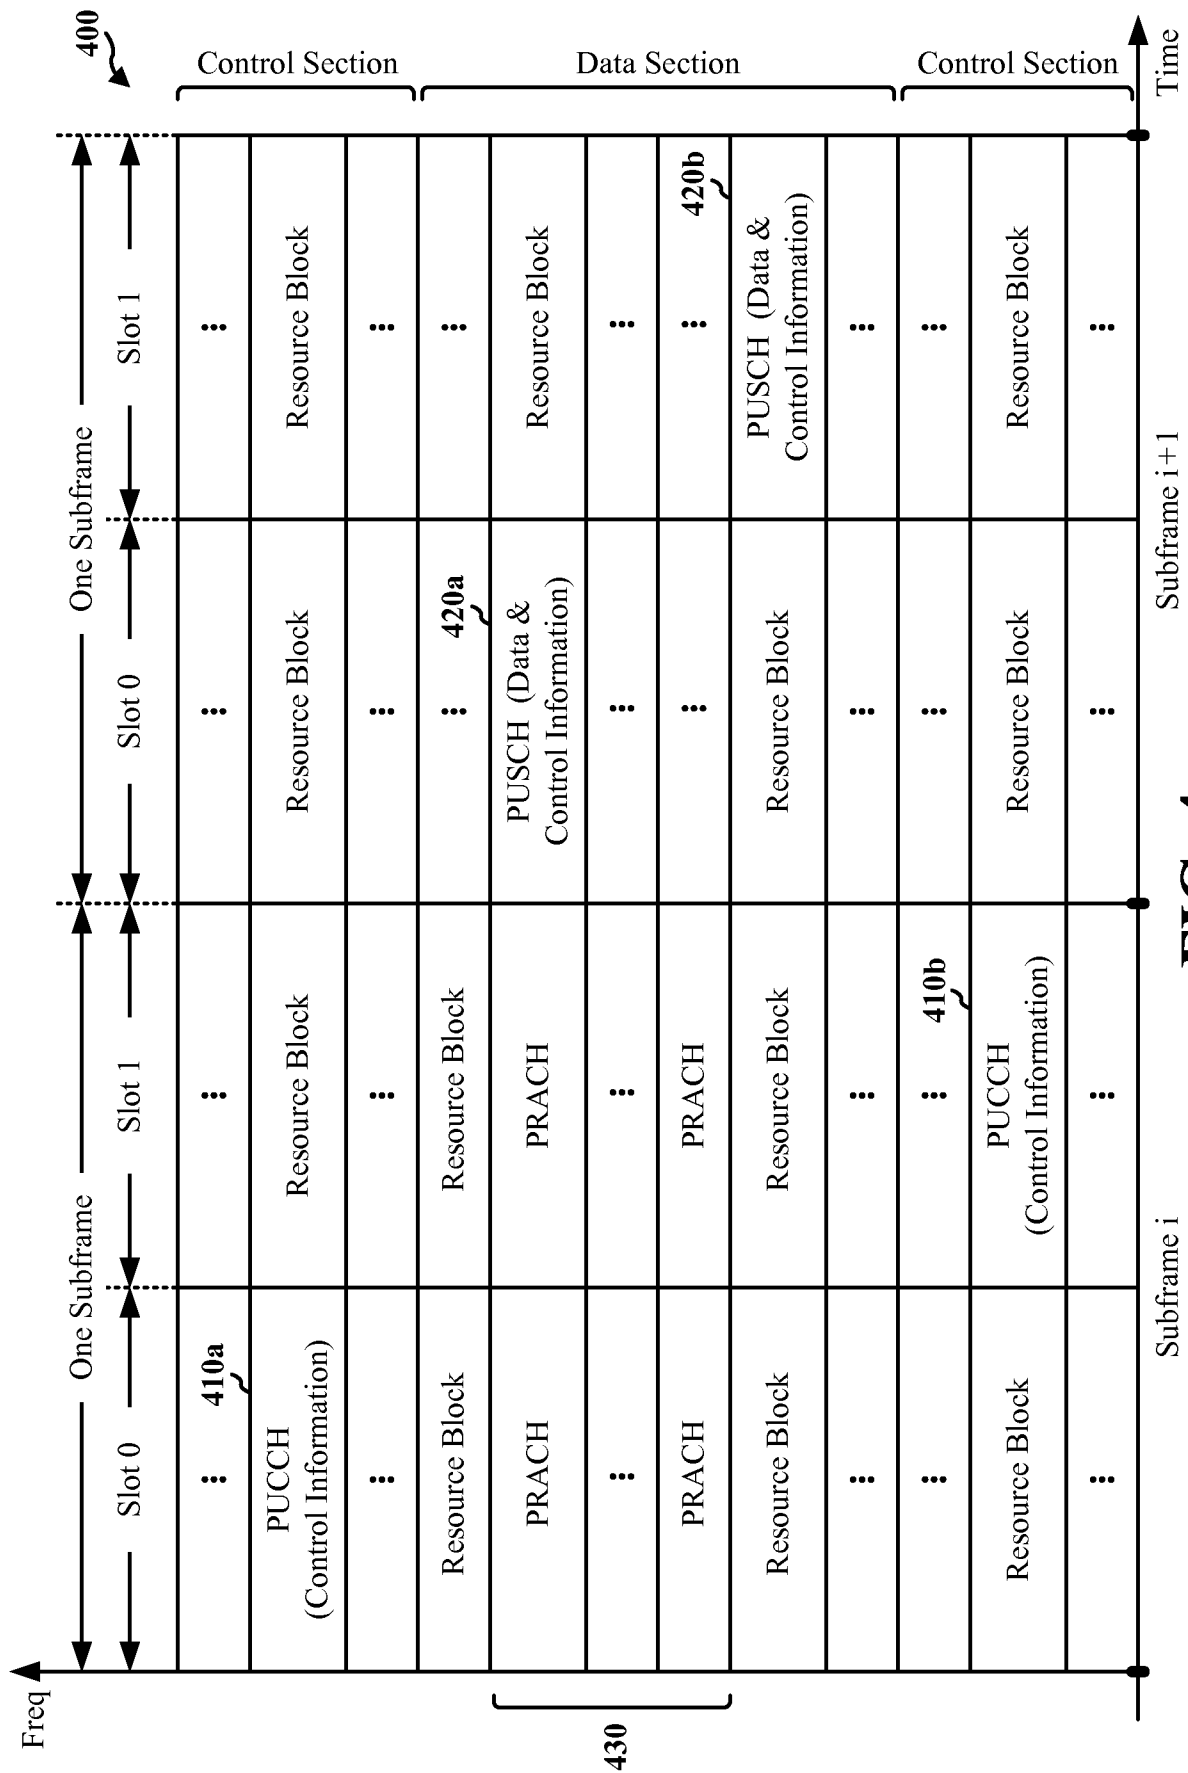 Freq
One Subframe
One Subframe
400
Slot 0
Slot 1
Slot 0
Slot 1
410a
...
...
...
...
PUCCH
(Control Information)
Resource Block
Resource Block
Resource Block
Control Section
...
...
...
...
Resource Block
Resource Block
...
420a
...
PRACH
PRACH
PUSCH (Data &
Control Information)
Resource Block
430
...
...
...
...
Data Section
PRACH
PRACH
...
...
420b
Resource Block
Resource Block
Resource Block
PUSCH (Data &
Control Information)
...
...
...
...
...
...
410b
...
...
Resource Block
PUCCH
(Control Information)
Resource Block
Resource Block
Control Section
...
...
...
...
Subframe i
Subframe i+1
Time